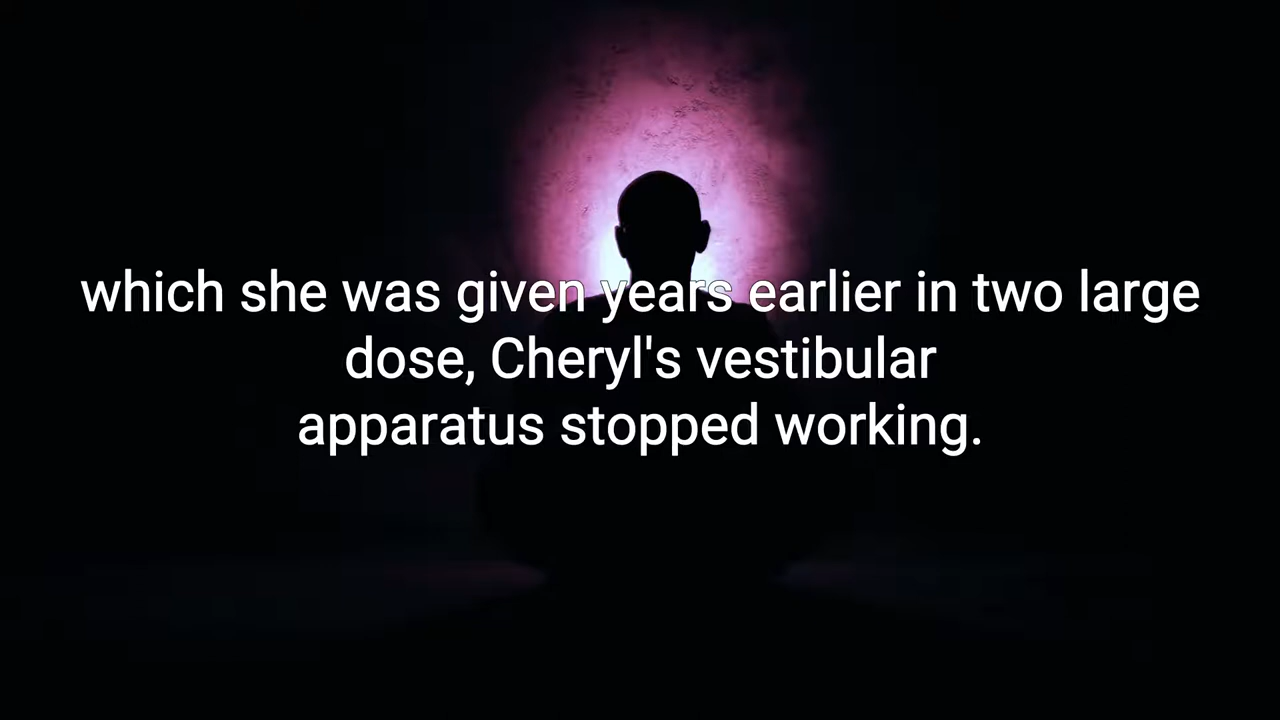 which she was given years earlier in two large
dose, Cheryl's vestibular
apparatus stopped working.